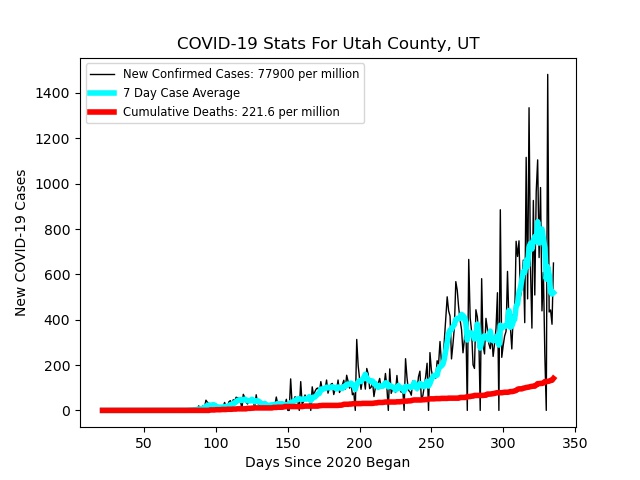 COVID-19 Stats For Utah County, UT
New Confirmed Cases: 77900 per million
7 Day Case Average
Cumulative Deaths: 221.6 per million
New COVID-19 Cases
1400
1200
1000
800
600
400
200
0
50
100
150
200
250
300
350
Days Since 2020 Began